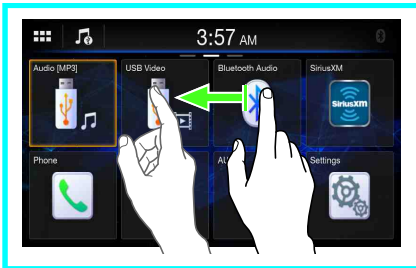 3:57 AM
Audio [MP3]
USB Video
Bluetooth Audio
SiriusXM
SiriusXM
Phone
AU
Settings